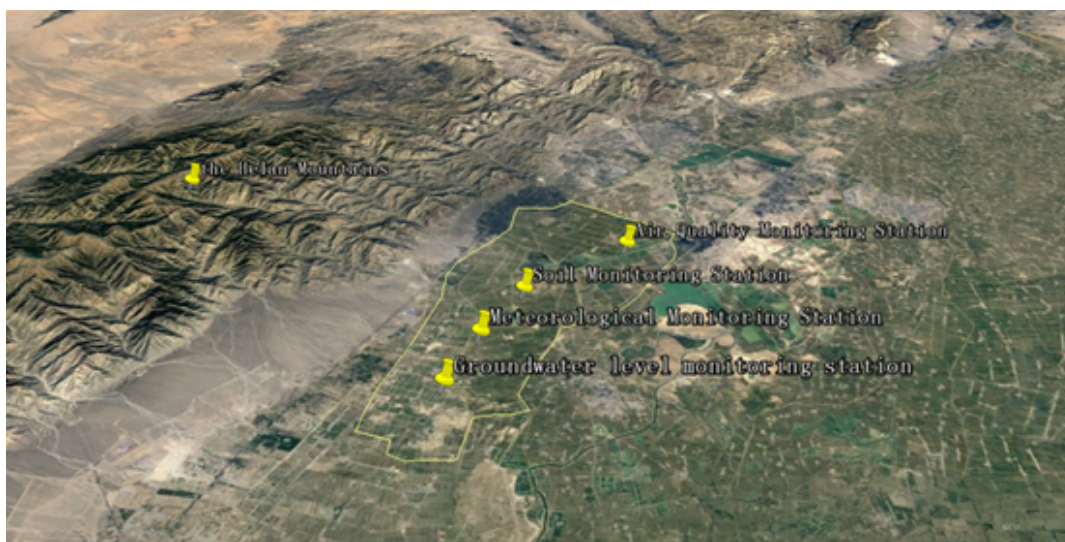 the Helan Mountains
Air Quality Monitoring Station
Soil Monitoring Station
Meteorological Monitoring Station
Groundwater level monitoring station